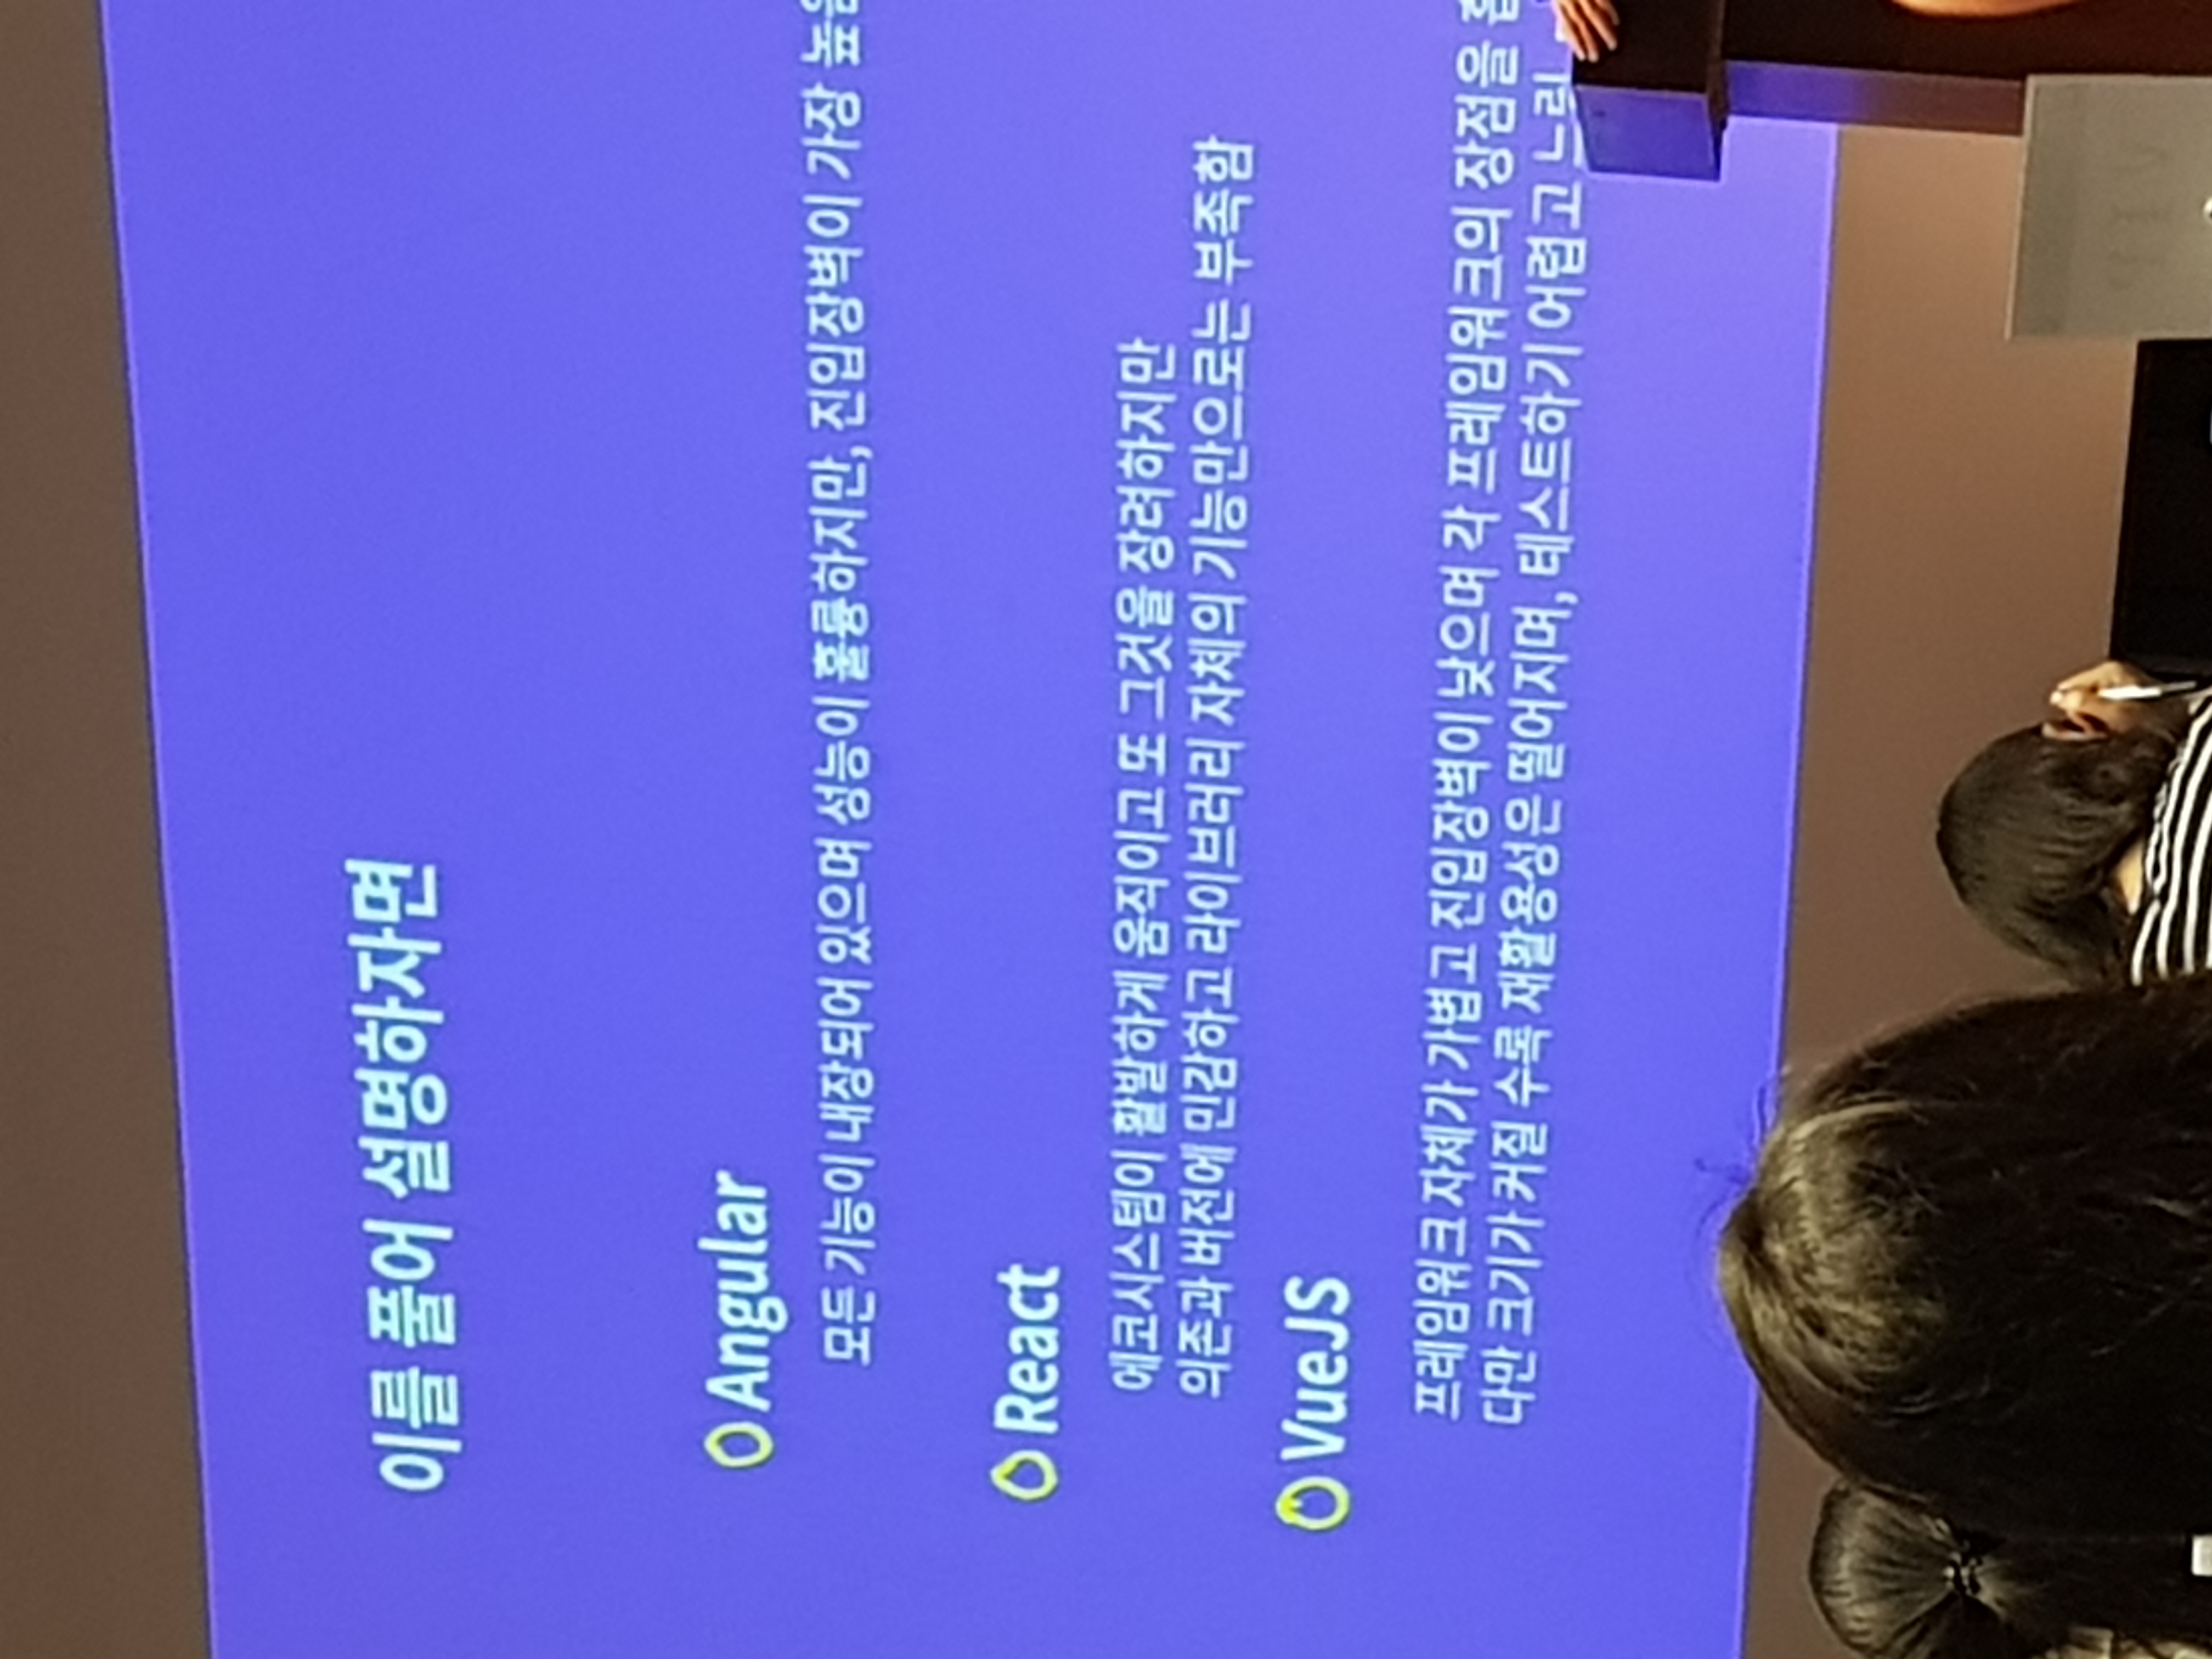 이를 풀어 설명하자면
Angular
모든 기능이 내장되어 있으며 성능이 훌륭하지만, 진입장벽이 가장 높음
React
에코시스템이 활발하게 움직이고 또 그것을 장려하지만
의존과 버전에 민감하고 라이브러리 자체의 기능만으로는 부족함
VueJS
프레임워크 자체가 가볍고 진입장벽이 낮으며 각 프레임워크의 장점을
다만 크기가 커질 수록 재활용성은 떨어지며, 테스트하기 어렵고 느림